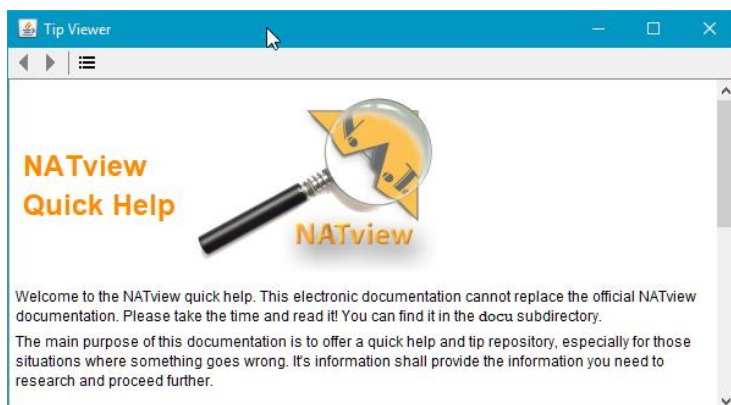 Tip Viewer
NATview
Quick Help
NATview
Welcome to the NATview quick help. This electronic documentation cannot replace the official NATview
documentation. Please take the time and read it! You can find it in the docu subdirectory.
The main purpose of this documentation is to offer a quick help and tip repository, especially for those
situations where something goes wrong. It's information shall provide the information you need to
research and proceed further.